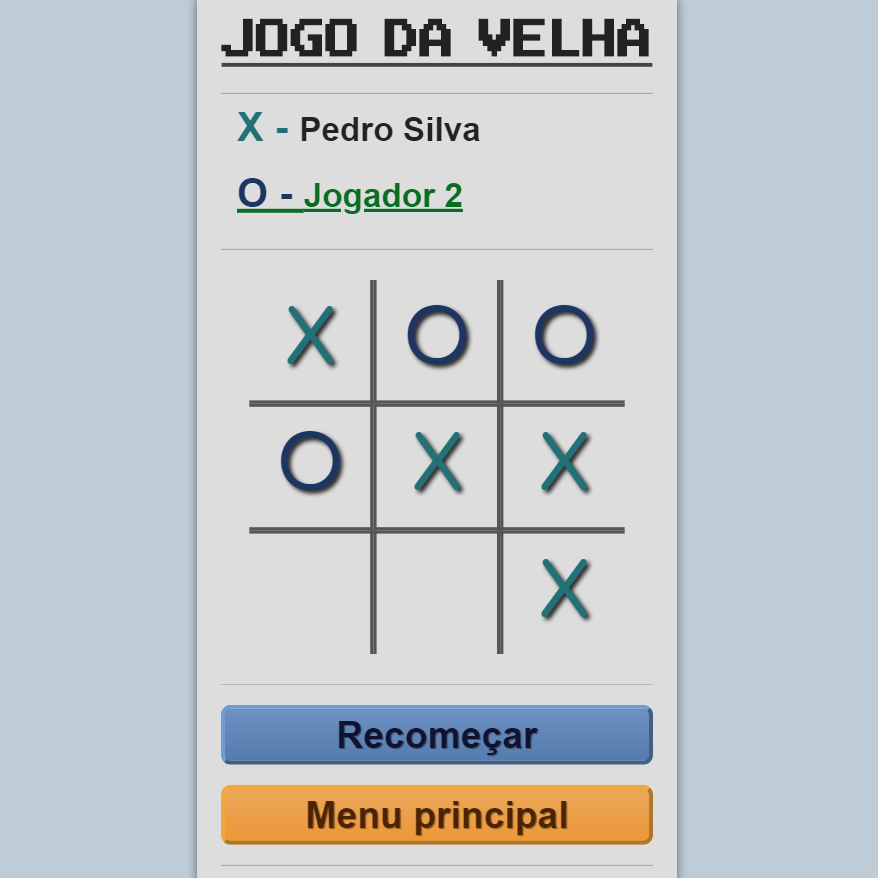 JOGO DA VELHA
X - Pedro Silva
O - Jogador 2
X O O
O X X
X
Recomeçar
Menu principal